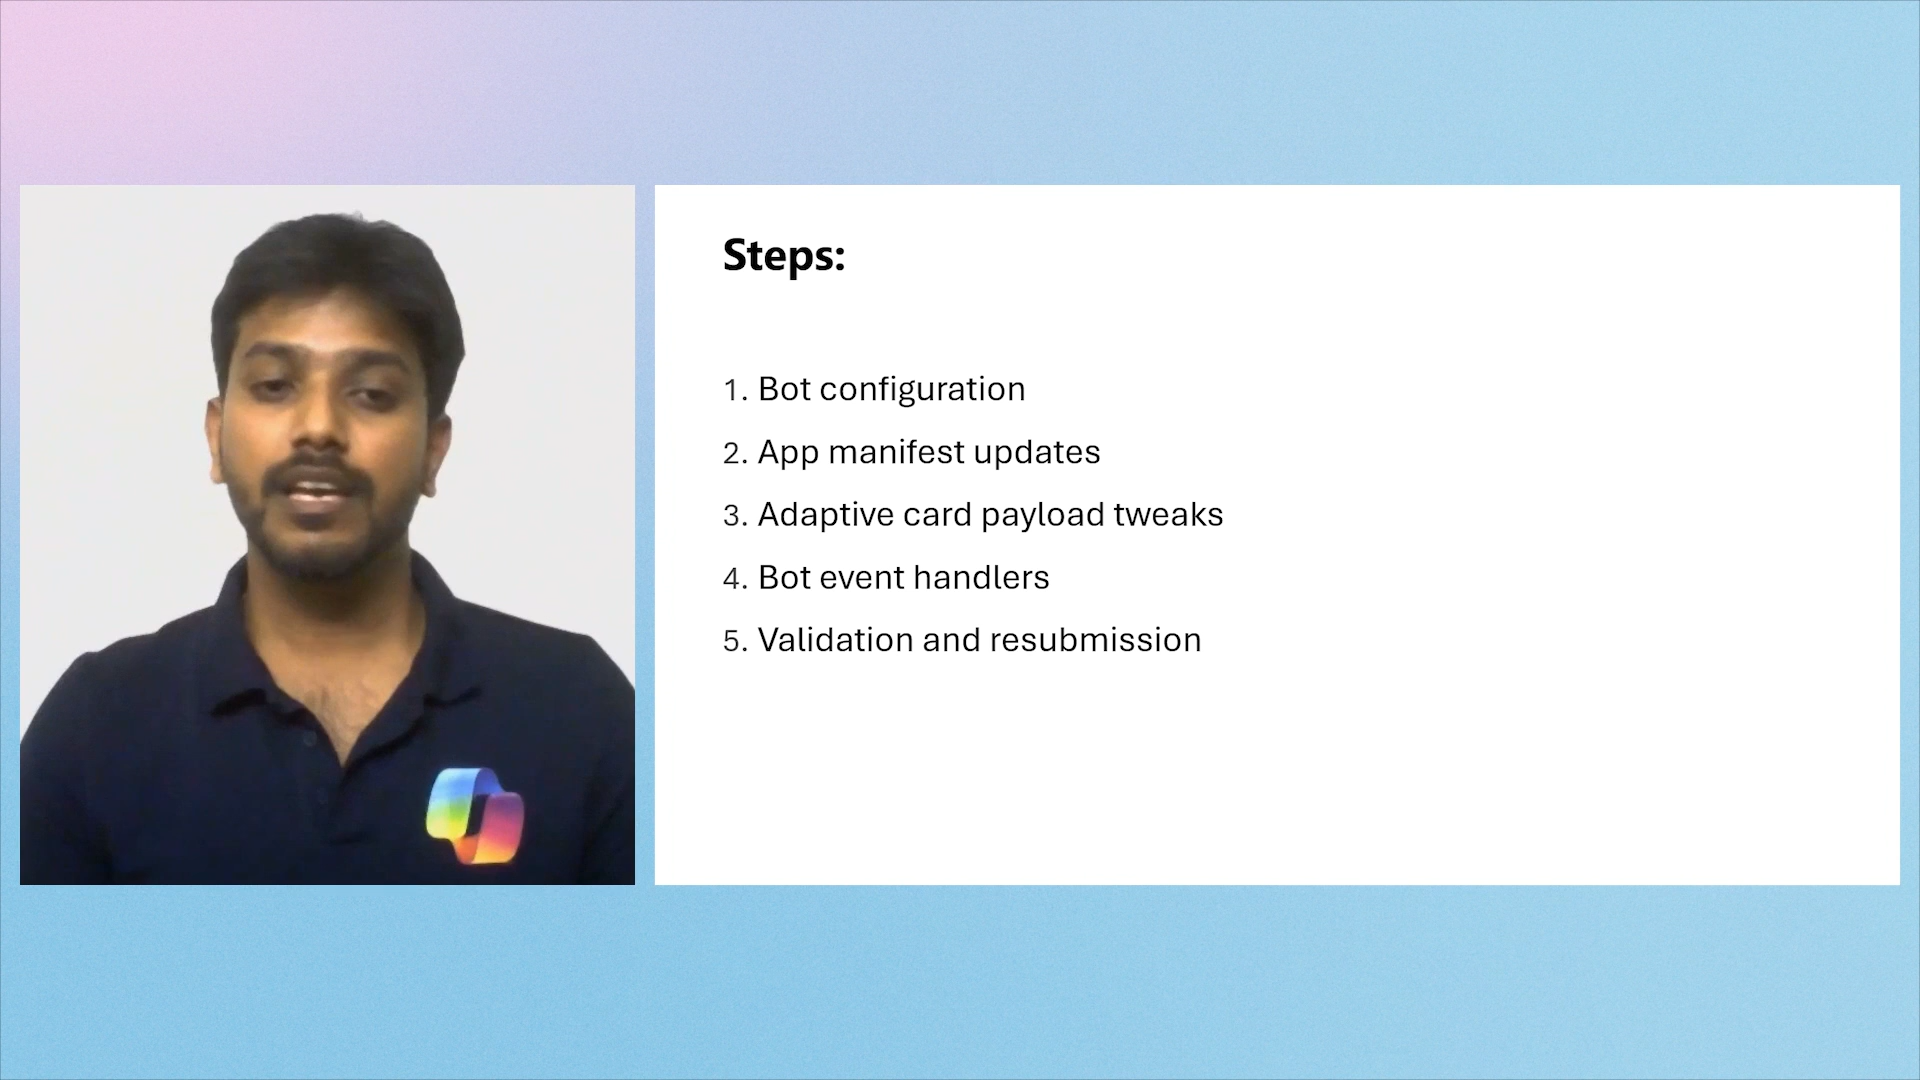 Steps:
1. Bot configuration
2. App manifest updates
3. Adaptive card payload tweaks
4. Bot event handlers
5. Validation and resubmission